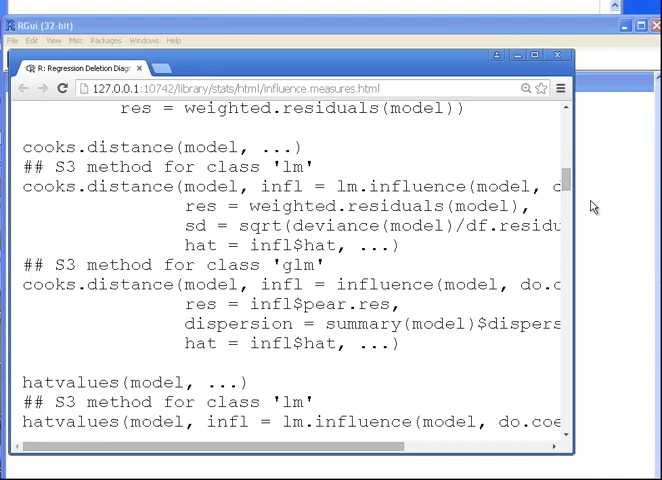 RGui (32-bit)
File Edit View Misc Packages Windows Help
R: Regression Deletion Diag
127.0.0.1:10742/library/stats/html/influence.measures.html
res = weighted.residuals(model))
cooks.distance(model, ...)
## S3 method for class 'lm'
cooks.distance(model, infl = lm.influence(model, d
res = weighted.residuals(model),
sd = sqrt(deviance(model)/df.residu
hat = infl$hat, ...)
## S3 method for class 'glm'
cooks.distance(model, infl = influence(model, do.c
res = infl$pear.res,
dispersion = summary(model)$dispers
hat = infl$hat, ...)
hatvalues(model, ...)
## S3 method for class 'lm'
hatvalues(model, infl = lm.influence(model, do.coe